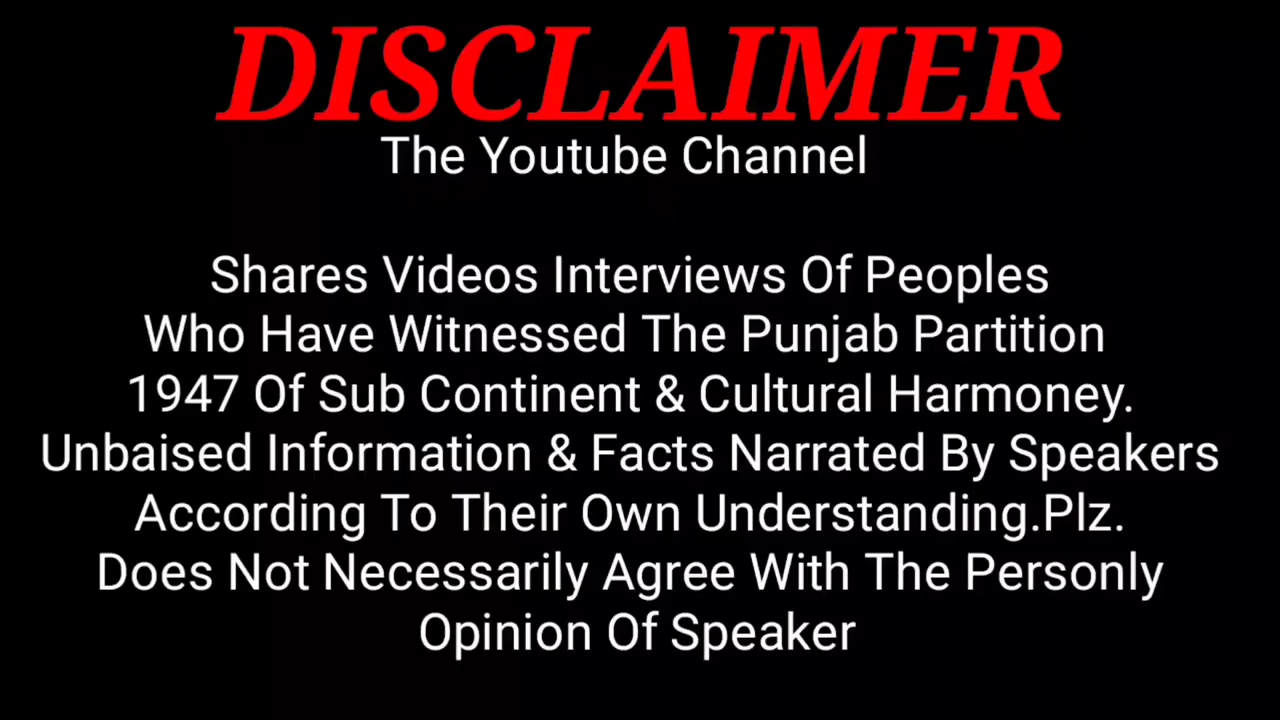 DISCLAIMER
The Youtube Channel
Shares Videos Interviews Of Peoples
Who Have Witnessed The Punjab Partition
1947 Of Sub Continent & Cultural Harmoney.
Unbaised Information & Facts Narrated By Speakers
According To Their Own Understanding.Plz.
Does Not Necessarily Agree With The Personly
Opinion Of Speaker